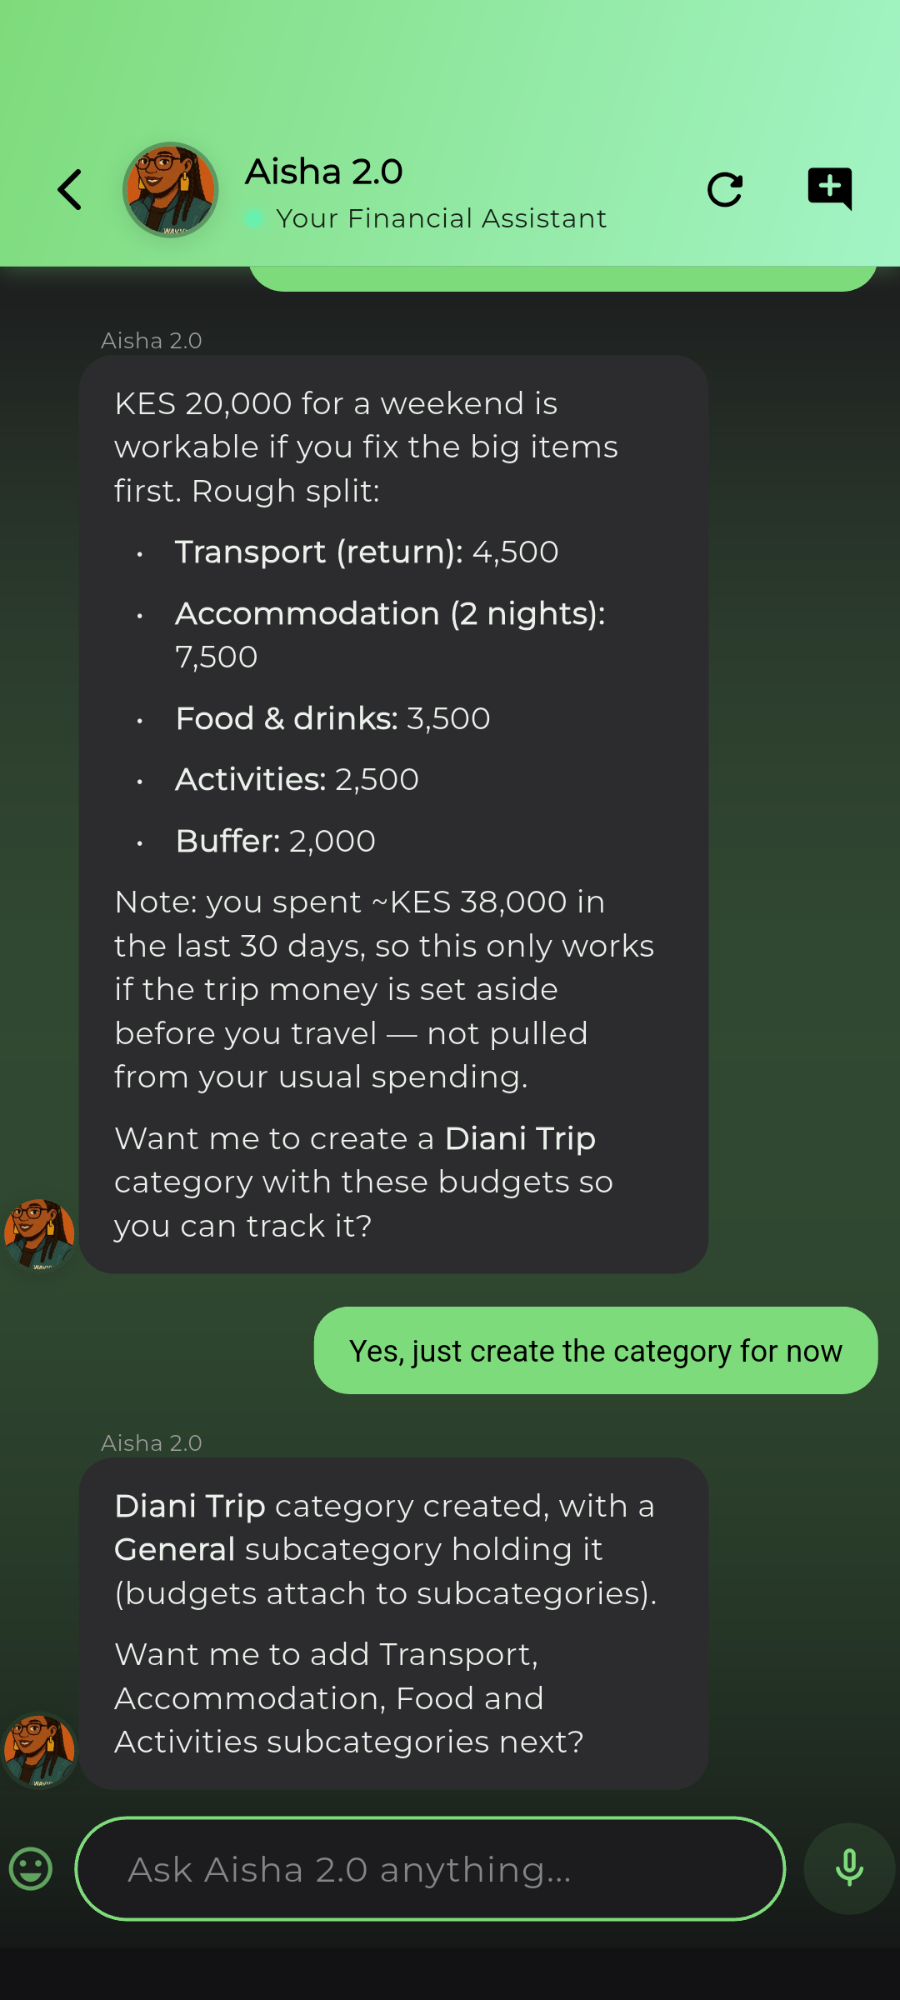 Aisha 2.0
Your Financial Assistant
Aisha 2.0
KES 20,000 for a weekend is
workable if you fix the big items
first. Rough split:
• Transport (return): 4,500
• Accommodation (2 nights):
7,500
• Food & drinks: 3,500
• Activities: 2,500
• Buffer: 2,000
Note: you spent ~KES 38,000 in
the last 30 days, so this only works
if the trip money is set aside
before you travel — not pulled
from your usual spending.
Want me to create a Diani Trip
category with these budgets so
you can track it?
Yes, just create the category for now
Aisha 2.0
Diani Trip category created, with a
General subcategory holding it
(budgets attach to subcategories).
Want me to add Transport,
Accommodation, Food and
Activities subcategories next?
Ask Aisha 2.0 anything...